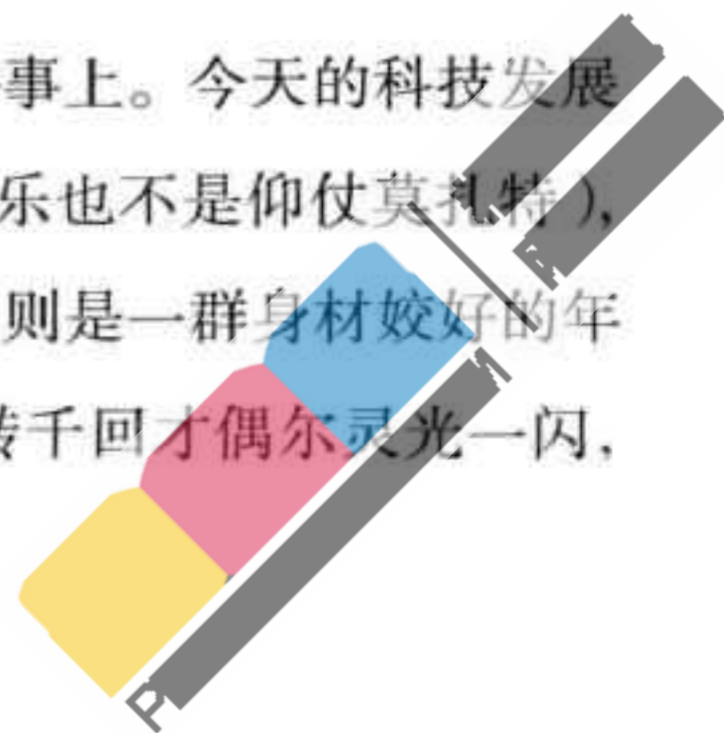 事上。今天的科技发展
乐也不是仰仗莫扎特),
则是一群身材姣好的年
转千回才偶尔灵光一闪,